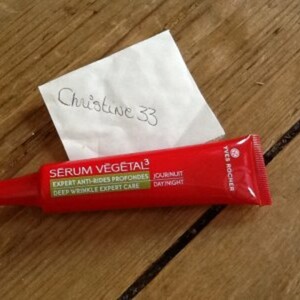 Christine 33
SÉRUM VÉGÉTAL³
EXPERT ANTI-RIDES PROFONDES
DEEP WRINKLE EXPERT CARE
JOUR/NUIT
DAY/NIGHT
YVES ROCHER